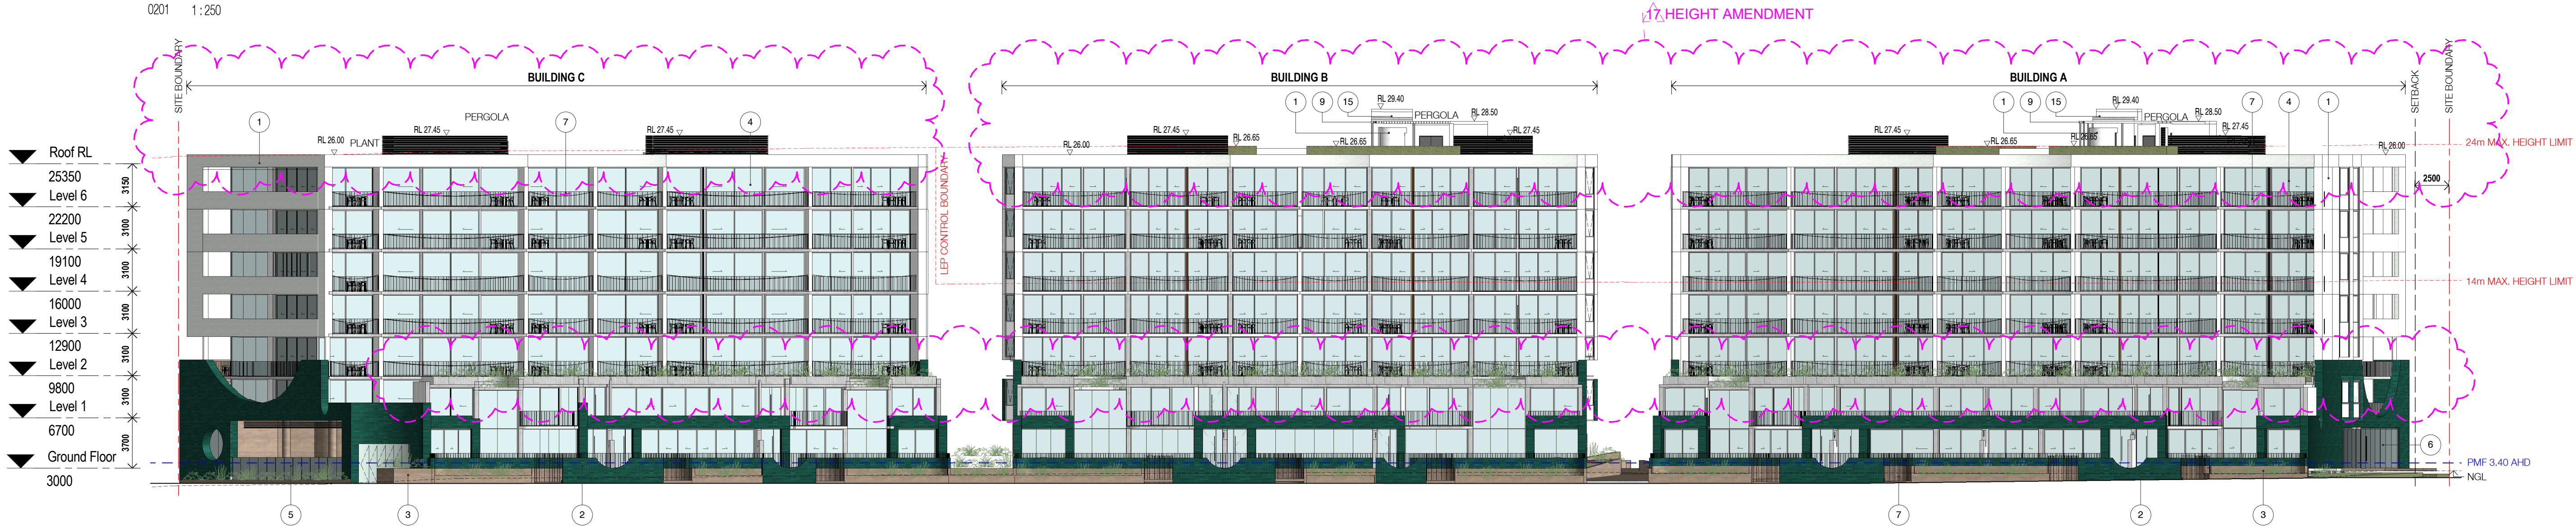 0201 1 : 250
17 HEIGHT AMENDMENT
SITE BOUNDARY
BUILDING C
BUILDING B
BUILDING A
SETBACK
SITE BOUNDARY
1
PERGOLA
7
4
1
9
15
RL 29.40
PERGOLA
RL 28.50
1
9
15
RL 29.40
PERGOLA
RL 28.50
7
4
1
RL 26.00
PLANT
RL 27.45
RL 27.45
RL 26.00
RL 27.45
RL 26.65
RL 26.65
RL 27.45
RL 27.45
RL 26.65
RL 26.65
RL 27.45
RL 26.00
24m MAX. HEIGHT LIMIT
LEP CONTROL BOUNDARY
2500
14m MAX. HEIGHT LIMIT
Roof RL
25350
3150
Level 6
22200
3100
Level 5
19100
3100
Level 4
16000
3100
Level 3
12900
3100
Level 2
9800
3100
Level 1
6700
3700
Ground Floor
3000
6
PMF 3.40 AHD
NGL
5
3
2
7
2
3